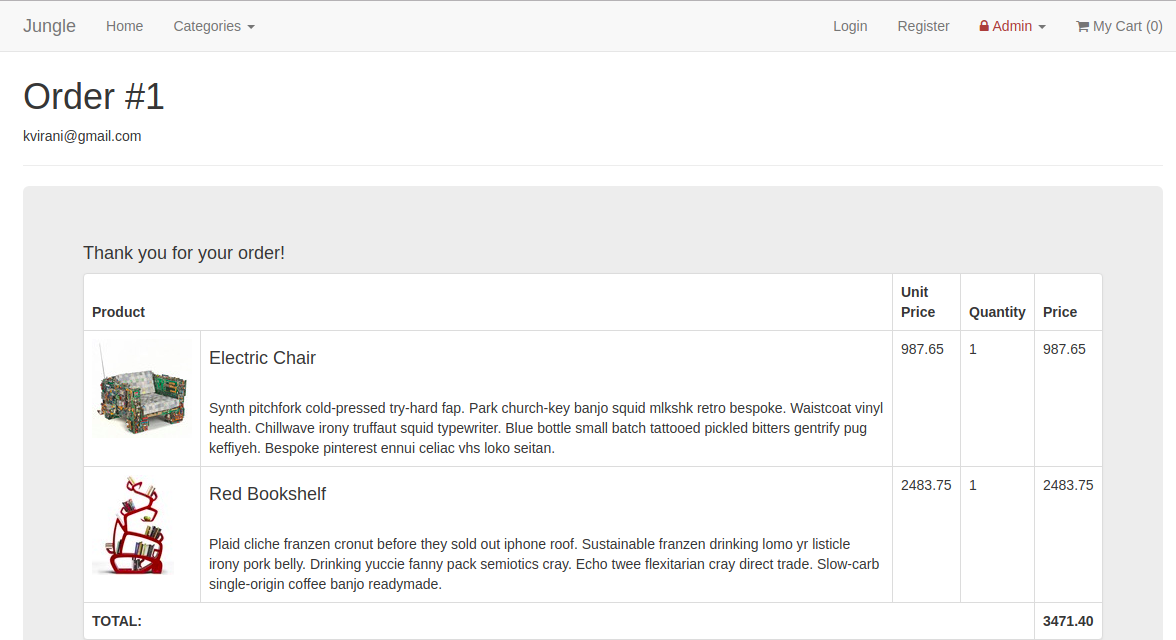 Jungle Home Categories Login Register Admin My Cart (0)
Order #1
kvirani@gmail.com
Thank you for your order!
Product Unit Price Quantity Price
Electric Chair 987.65 1 987.65
Synth pitchfork cold-pressed try-hard fap. Park church-key banjo squid mlkshk retro bespoke. Waistcoat vinyl
health. Chillwave irony truffaut squid typewriter. Blue bottle small batch tattooed pickled bitters gentrify pug
keffiyeh. Bespoke pinterest ennui celiac vhs loko seitan.
Red Bookshelf 2483.75 1 2483.75
Plaid cliche franzen cronut before they sold out iphone roof. Sustainable franzen drinking lomo yr listicle
irony pork belly. Drinking yuccie fanny pack semiotics cray. Echo twee flexitarian cray direct trade. Slow-carb
single-origin coffee banjo readymade.
TOTAL: 3471.40